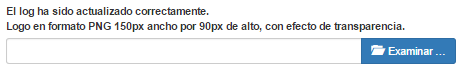 El log ha sido actualizado correctamente.
Logo en formato PNG 150px ancho por 90px de alto, con efecto de transparencia.
Examinar ...